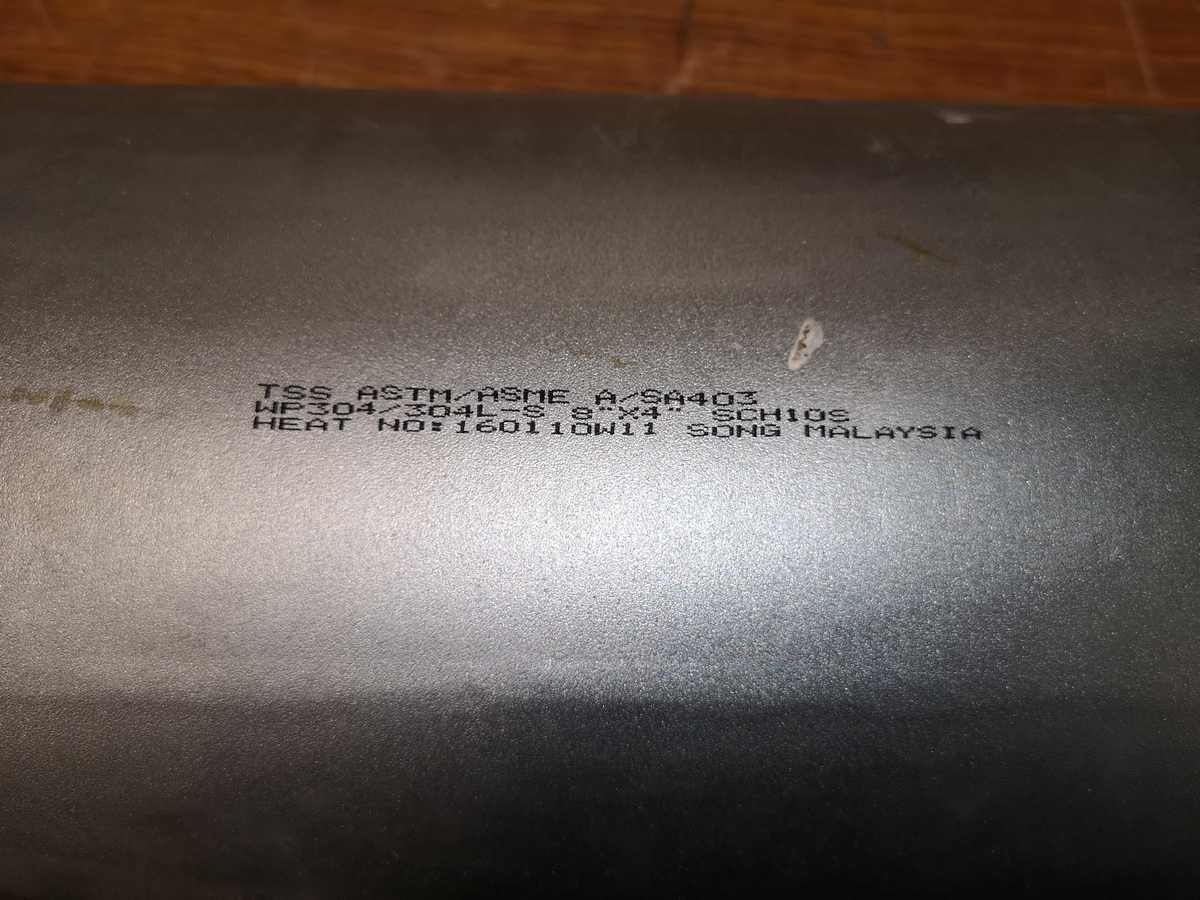 TSS ASTM/ASME A/SA403
WP304/304L-S 8"X4" SCH10S
HEAT NO:160110W11 SONG MALAYSIA